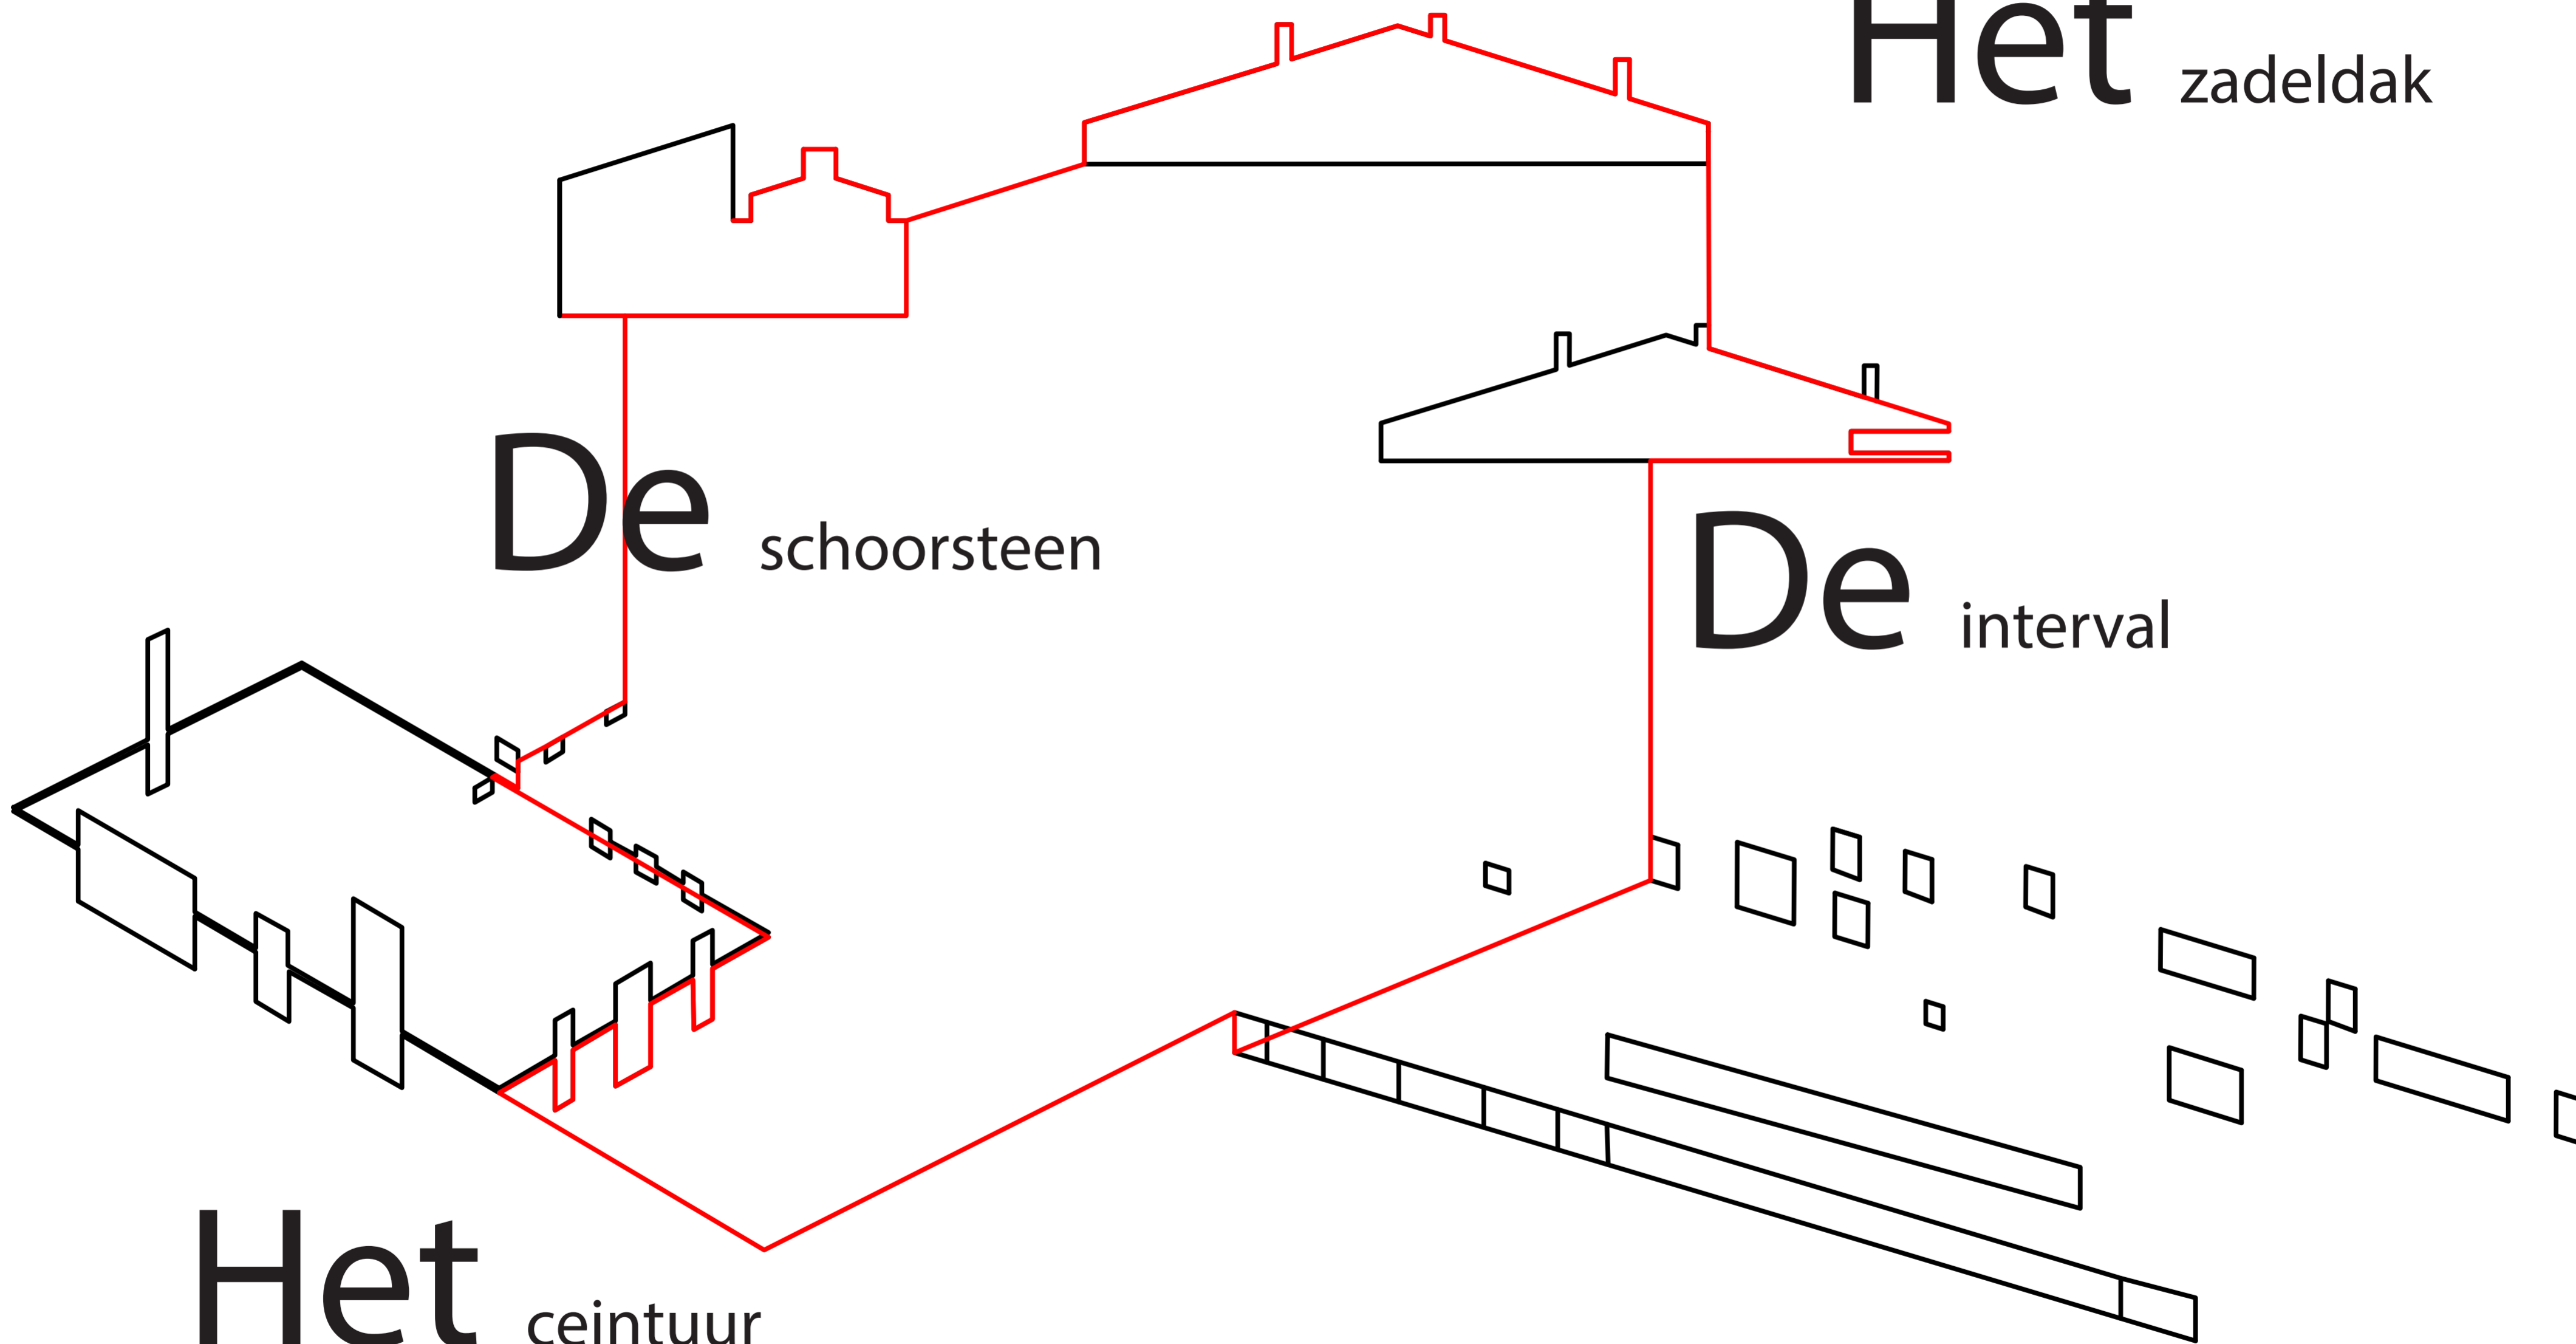 Het zadeldak
De schoorsteen
De interval
Het ceintuur